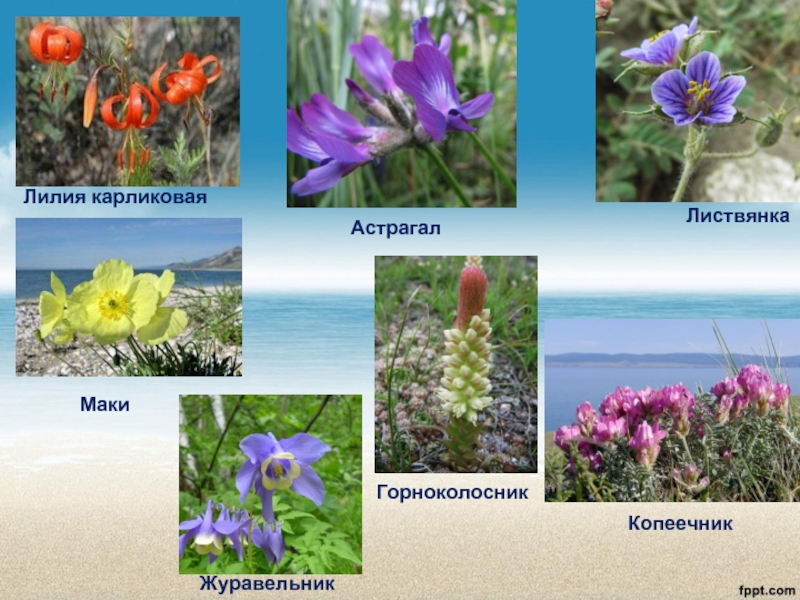 Лилия карликовая
Астрагал
Листвянка
Маки
Горноколосник
Копеечник
Журавельник
fppt.com